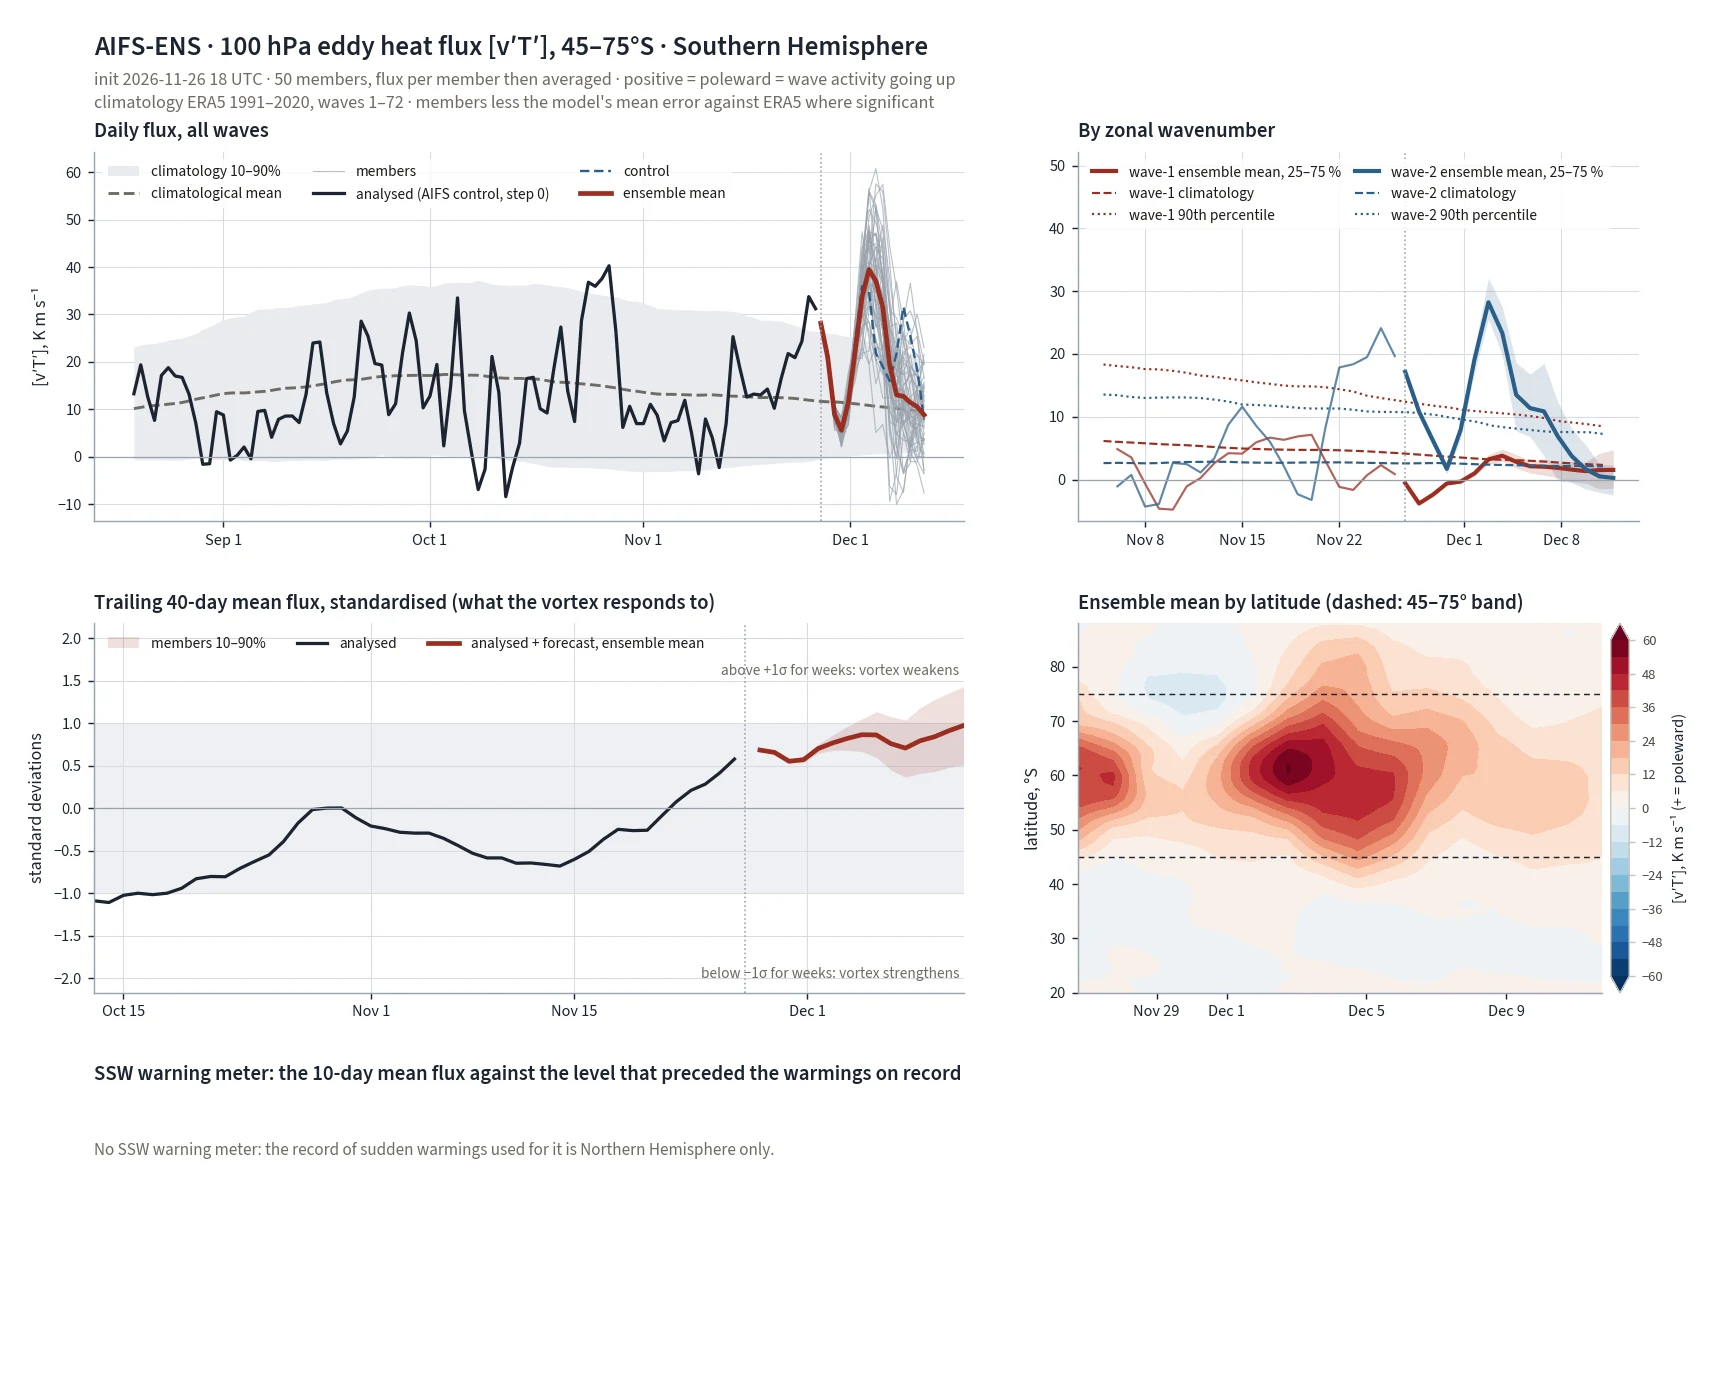 AIFS-ENS · 100 hPa eddy heat flux [v′T′], 45–75°S · Southern Hemisphere
init 2026-11-26 18 UTC · 50 members, flux per member then averaged · positive = poleward = wave activity going up
climatology ERA5 1991–2020, waves 1–72 · members less the model's mean error against ERA5 where significant
Daily flux, all waves
climatology 10–90%
members
control
climatological mean
analysed (AIFS control, step 0)
ensemble mean
[v′T′], K m s⁻¹
60
50
40
30
20
10
0
−10
Sep 1
Oct 1
Nov 1
Dec 1
By zonal wavenumber
wave-1 ensemble mean, 25–75 %
wave-2 ensemble mean, 25–75 %
wave-1 climatology
wave-2 climatology
wave-1 90th percentile
wave-2 90th percentile
50
40
30
20
10
0
Nov 8
Nov 15
Nov 22
Dec 1
Dec 8
Trailing 40-day mean flux, standardised (what the vortex responds to)
members 10–90%
analysed
analysed + forecast, ensemble mean
above +1σ for weeks: vortex weakens
below −1σ for weeks: vortex strengthens
standard deviations
2.0
1.5
1.0
0.5
0.0
−0.5
−1.0
−1.5
−2.0
Oct 15
Nov 1
Nov 15
Dec 1
Ensemble mean by latitude (dashed: 45–75° band)
latitude, °S
80
70
60
50
40
30
20
Nov 29
Dec 1
Dec 5
Dec 9
60
48
36
24
12
0
−12
−24
−36
−48
−60
[v′T′], K m s⁻¹ (+ = poleward)
SSW warning meter: the 10-day mean flux against the level that preceded the warmings on record
No SSW warning meter: the record of sudden warmings used for it is Northern Hemisphere only.